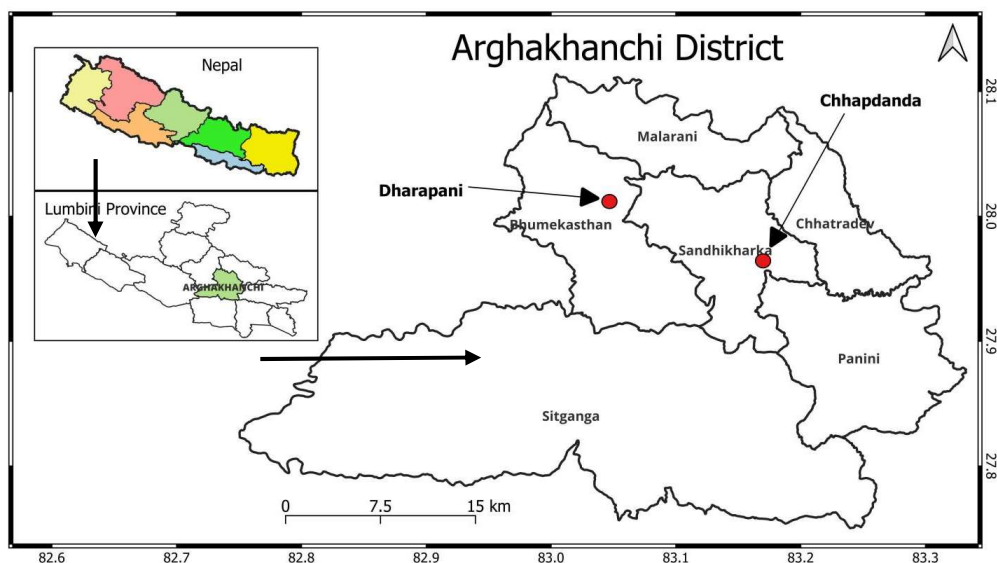 Arghakhanchi District
Nepal
Lumbini Province
ARGHAKHANCHI
Chhapdanda
Malarani
Dharapani
Bhumekasthan
Chhatradev
Sandhikharka
Panini
Sitganga
0 7.5 15 km
28.1
28.0
27.9
27.8
82.6 82.7 82.8 82.9 83.0 83.1 83.2 83.3